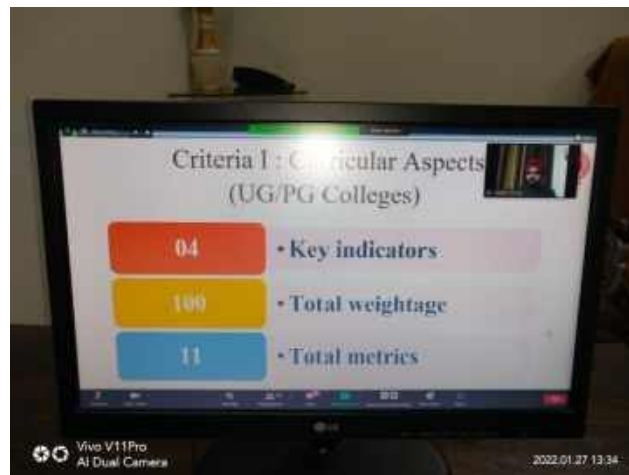 Criteria I : Curricular Aspects
(UG/PG Colleges)
04
• Key indicators
100
• Total weightage
11
• Total metrics
LG
Vivo V11Pro
AI Dual Camera
2022.01.27 13:34